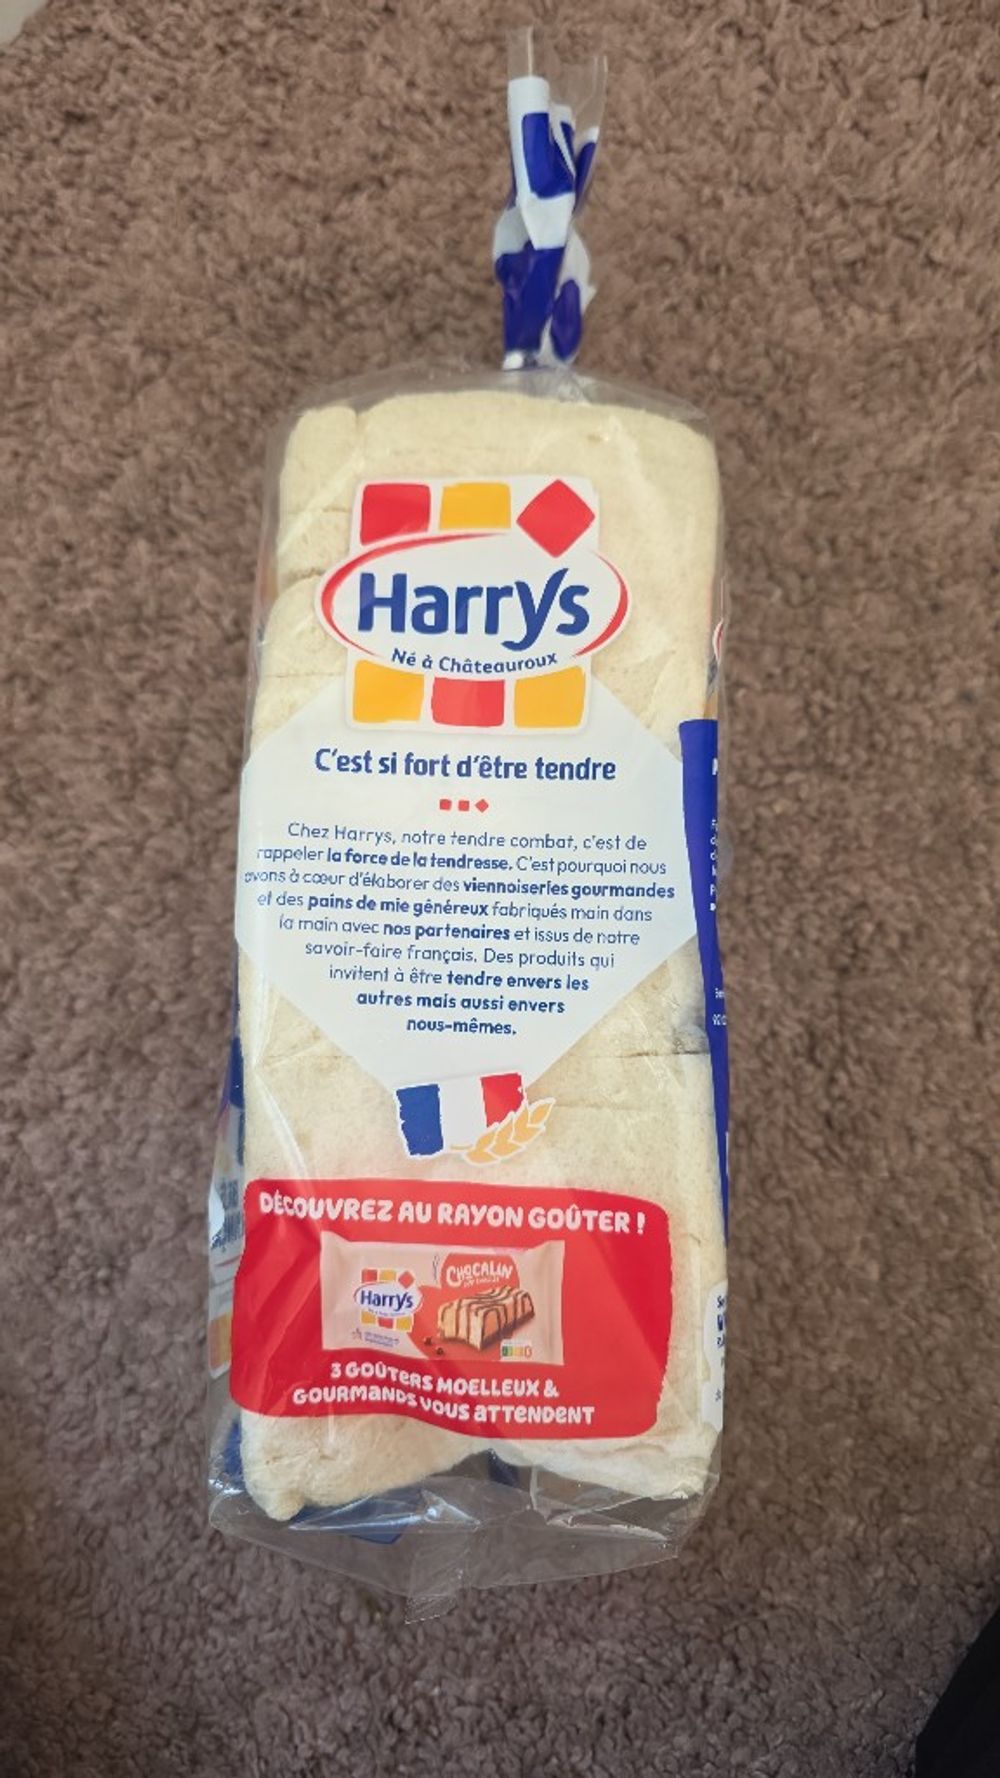 Harrys
Né à Châteauroux
C'est si fort d'être tendre
Chez Harrys, notre tendre combat, c'est de
rappeler la force de la tendresse. C'est pourquoi nous
avons à cœur d'élaborer des viennoiseries gourmandes
et des pains de mie généreux fabriqués main dans
la main avec nos partenaires et issus de notre
savoir-faire français. Des produits qui
invitent à être tendre envers les
autres mais aussi envers
nous-mêmes.
DÉCOUVREZ AU RAYON GOÛTER !
CHOCALIN
Harrys
3 GOÛTERS MOELLEUX &
GOURMANDS VOUS ATTENDENT